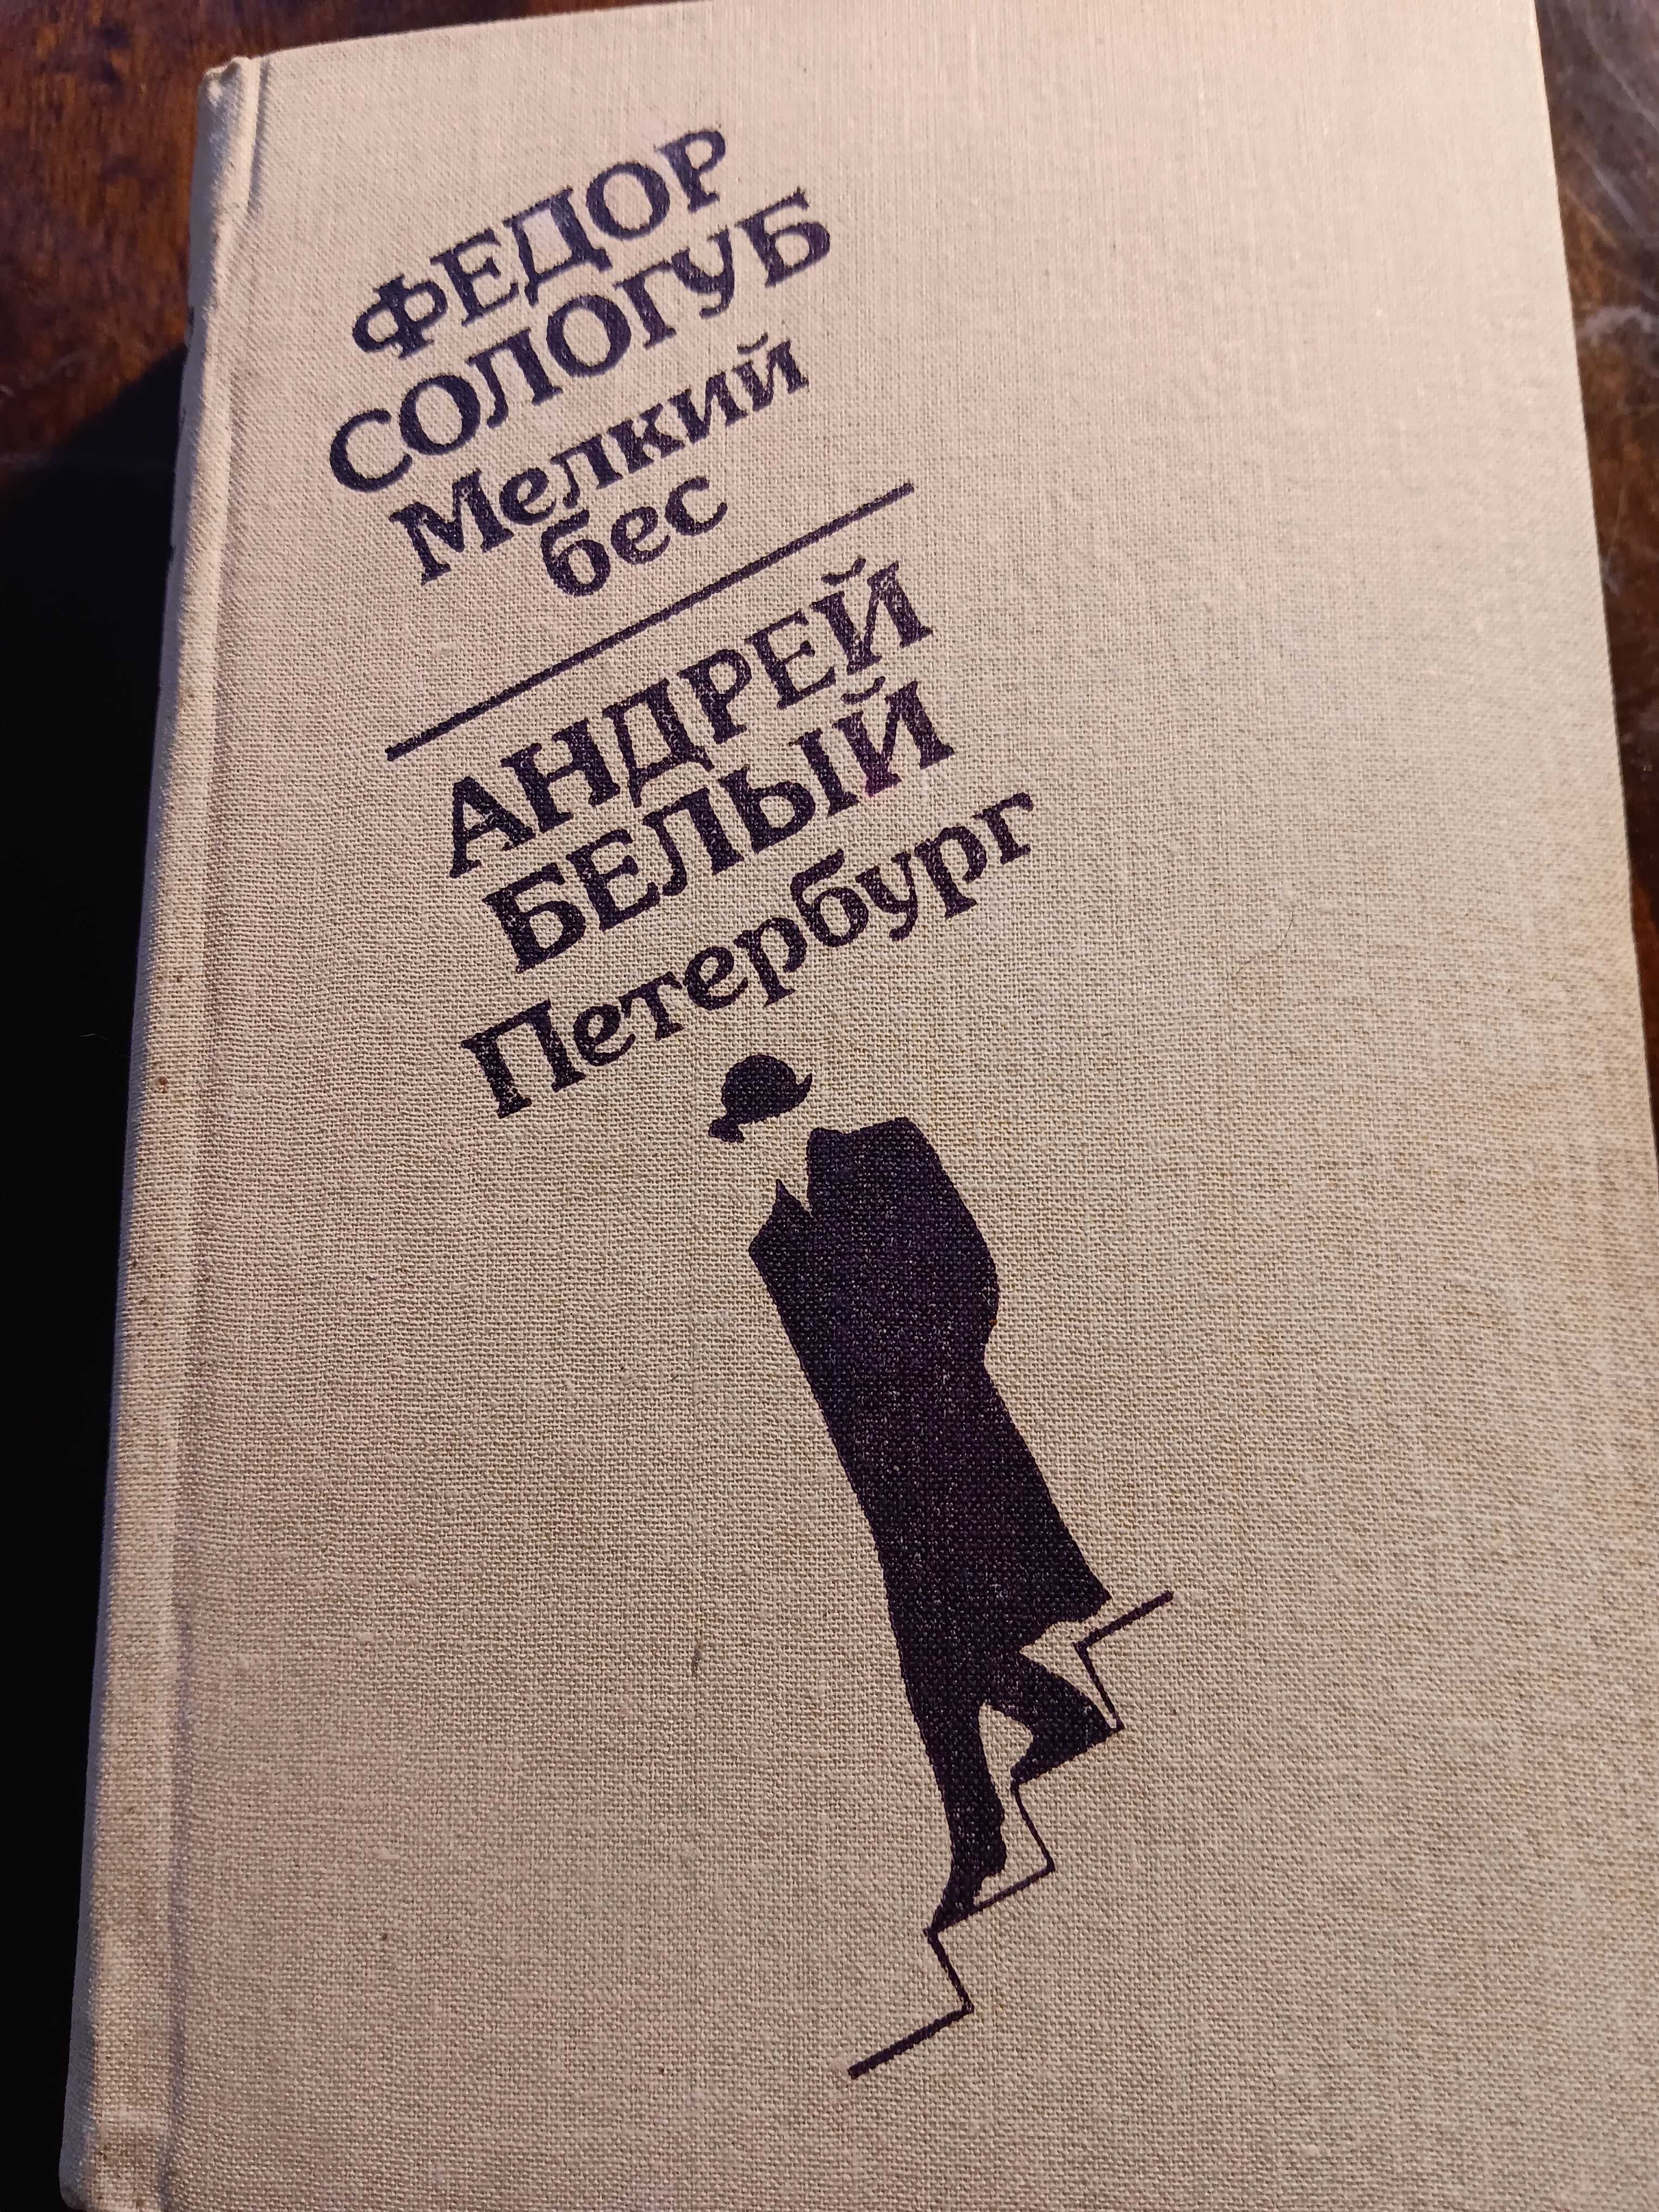 ФЕДОР
СОЛОГУБ
Мелкий
бес
АНДРЕЙ
БЕЛЫЙ
Петербург